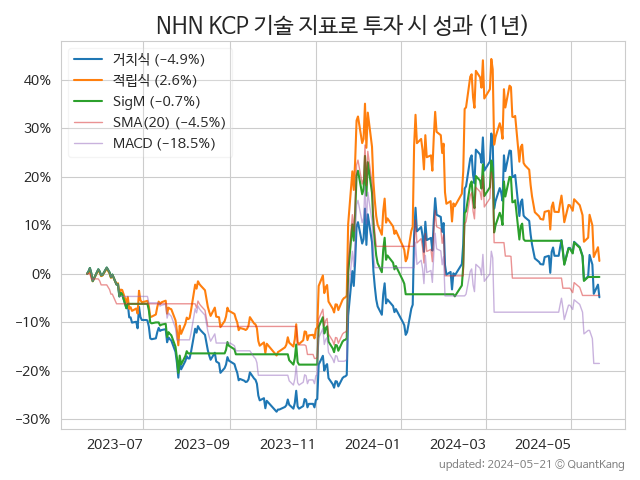 NHN KCP 기술 지표로 투자 시 성과 (1년)
거치식 (−4.9%)
적립식 (2.6%)
SigM (−0.7%)
SMA(20) (−4.5%)
MACD (−18.5%)
40%
30%
20%
10%
0%
−10%
−20%
−30%
2023-07 2023-09 2023-11 2024-01 2024-03 2024-05
updated: 2024-05-21 © QuantKang